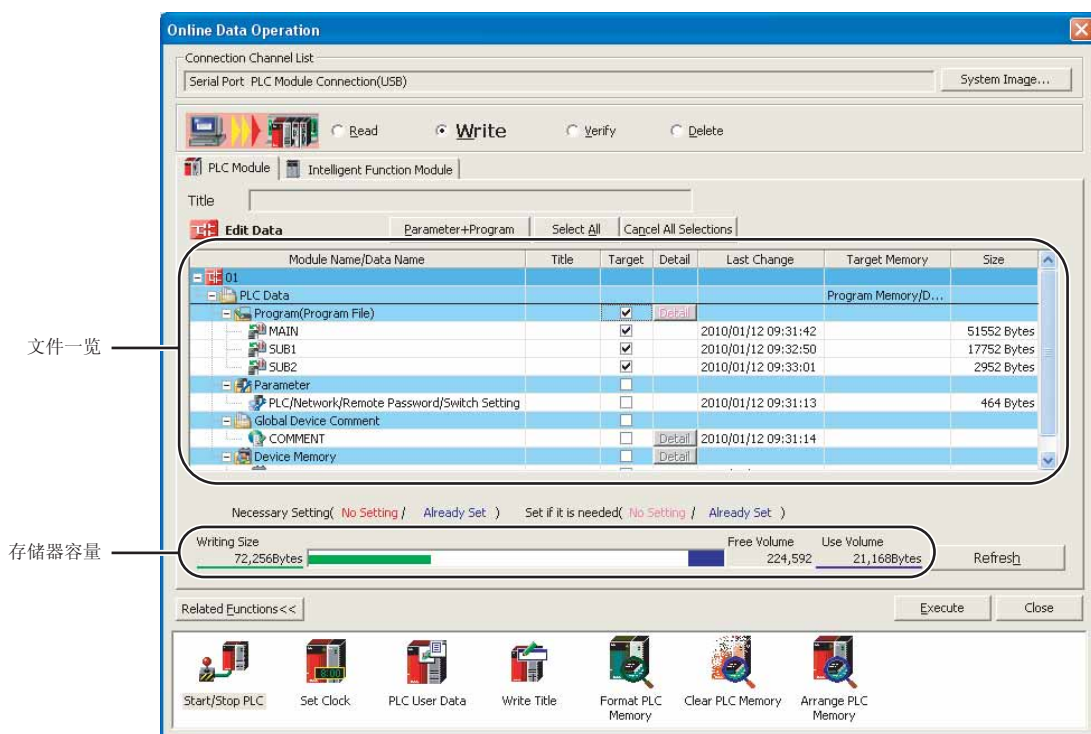 Online Data Operation
Connection Channel List
Serial Port PLC Module Connection(USB)
System Image...
Read
Write
Verify
Delete
PLC Module
Intelligent Function Module
Title
Edit Data
Parameter+Program
Select All
Cancel All Selections
Module Name/Data Name Title Target Detail Last Change Target Memory Size
01
PLC Data Program Memory/D...
Program(Program File) Detail
MAIN 2010/01/12 09:31:42 51552 Bytes
文件一览
SUB1 2010/01/12 09:32:50 17752 Bytes
SUB2 2010/01/12 09:33:01 2952 Bytes
Parameter
PLC/Network/Remote Password/Switch Setting 2010/01/12 09:31:13 464 Bytes
Global Device Comment
COMMENT Detail 2010/01/12 09:31:14
Device Memory Detail
Necessary Setting( No Setting / Already Set ) Set if it is needed( No Setting / Already Set )
存储器容量
Writing Size Free Volume Use Volume
72,256Bytes 224,592 21,168Bytes
Refresh
Related Functions<<
Execute
Close
Start/Stop PLC
8:00
Set Clock
PLC User Data
Write Title
Format PLC Memory
Clear PLC Memory
Arrange PLC Memory